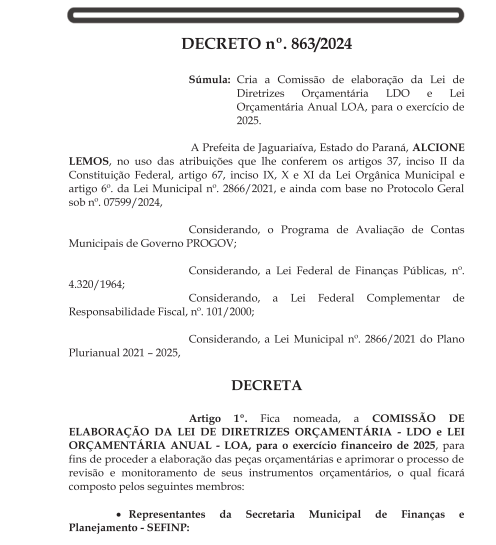 DECRETO nº. 863/2024
Súmula: Cria a Comissão de elaboração da Lei de
Diretrizes Orçamentária LDO e Lei
Orçamentária Anual LOA, para o exercício de
2025.
A Prefeita de Jaguariaíva, Estado do Paraná, ALCIONE
LEMOS, no uso das atribuições que lhe conferem os artigos 37, inciso II da
Constituição Federal, artigo 67, inciso IX, X e XI da Lei Orgânica Municipal e
artigo 6º. da Lei Municipal nº. 2866/2021, e ainda com base no Protocolo Geral
sob nº. 07599/2024,
Considerando, o Programa de Avaliação de Contas
Municipais de Governo PROGOV;
Considerando, a Lei Federal de Finanças Públicas, nº.
4.320/1964;
Considerando, a Lei Federal Complementar de
Responsabilidade Fiscal, nº. 101/2000;
Considerando, a Lei Municipal nº. 2866/2021 do Plano
Plurianual 2021 – 2025,
DECRETA
Artigo 1º. Fica nomeada, a COMISSÃO DE
ELABORAÇÃO DA LEI DE DIRETRIZES ORÇAMENTÁRIA - LDO e LEI
ORÇAMENTÁRIA ANUAL - LOA, para o exercício financeiro de 2025, para
fins de proceder a elaboração das peças orçamentárias e aprimorar o processo de
revisão e monitoramento de seus instrumentos orçamentários, o qual ficará
composto pelos seguintes membros:
• Representantes da Secretaria Municipal de Finanças e
Planejamento - SEFINP: